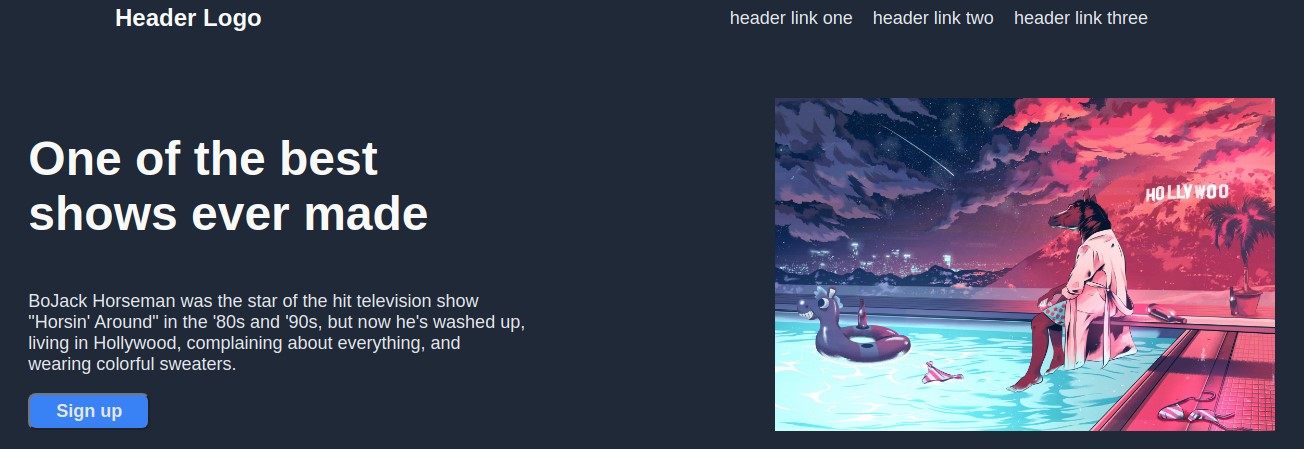 Header Logo
header link one header link two header link three
One of the best
shows ever made
HOLLYWOO
BoJack Horseman was the star of the hit television show
"Horsin' Around" in the '80s and '90s, but now he's washed up,
living in Hollywood, complaining about everything, and
wearing colorful sweaters.
Sign up